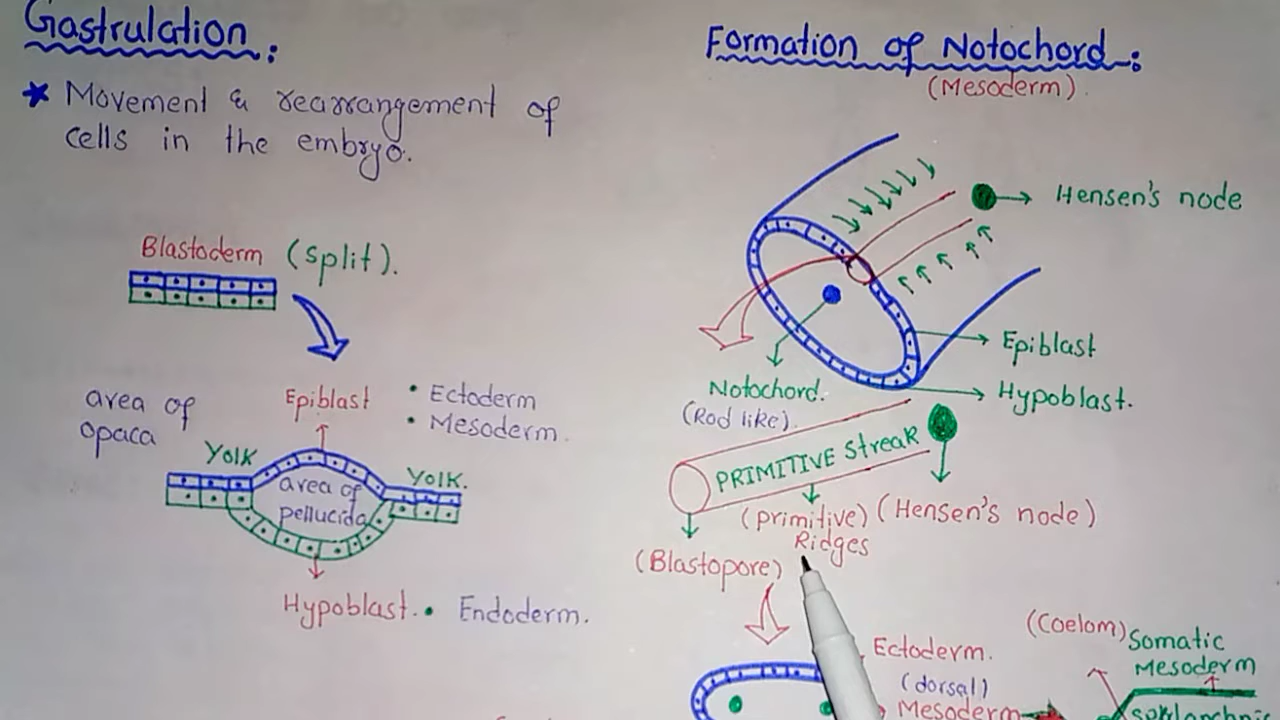 Gastrulation :
★ Movement & rearrangement of
cells in the embryo.
Blastoderm (split).
area of
opaca
Epiblast
• Ectoderm
• Mesoderm
Yolk
Yolk.
area of
pellucida
Hypoblast. • Endoderm.
Formation of Notochord :
(Mesoderm)
Hensen's node
Epiblast
Hypoblast.
Notochord.
(Rod like).
PRIMITIVE Streak
(primitive) (Hensen's node)
Ridges
(Blastopore)
Ectoderm.
(dorsal)
Mesoderm
(Coelom) Somatic
Mesoderm